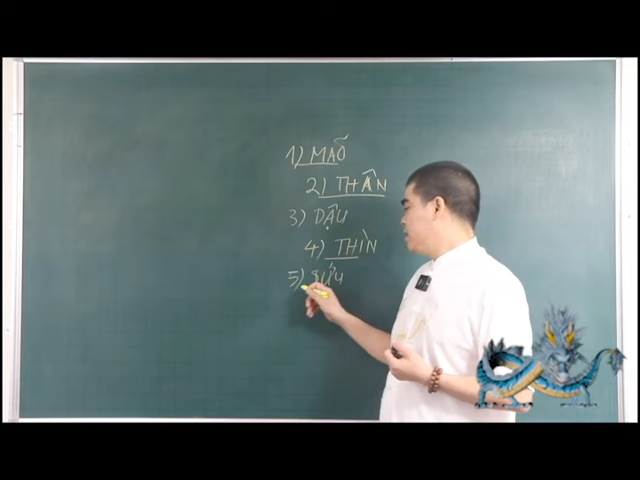 1) MÃO
2) THÂN
3) DẬU
4) THÌN
5) SỬU